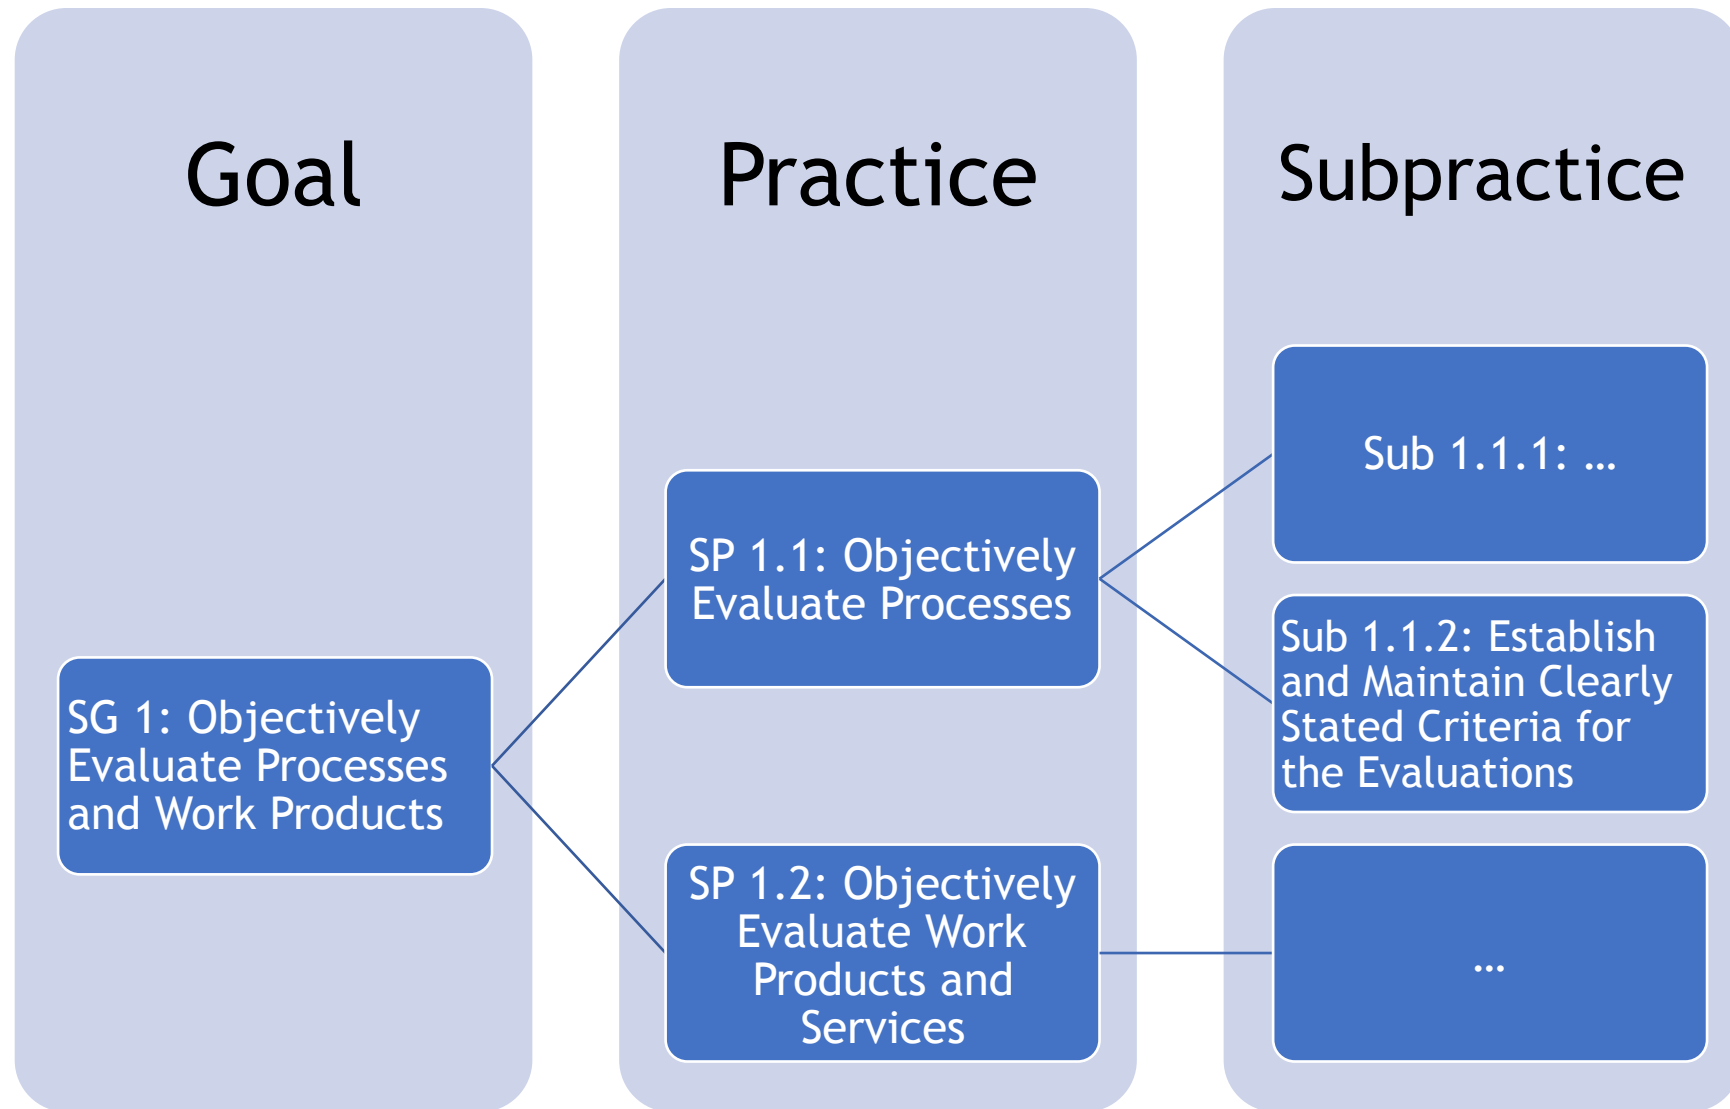 Goal
Practice
Subpractice
SG 1: Objectively
Evaluate Processes
and Work Products
SP 1.1: Objectively
Evaluate Processes
SP 1.2: Objectively
Evaluate Work
Products and
Services
Sub 1.1.1: …
Sub 1.1.2: Establish
and Maintain Clearly
Stated Criteria for
the Evaluations
…